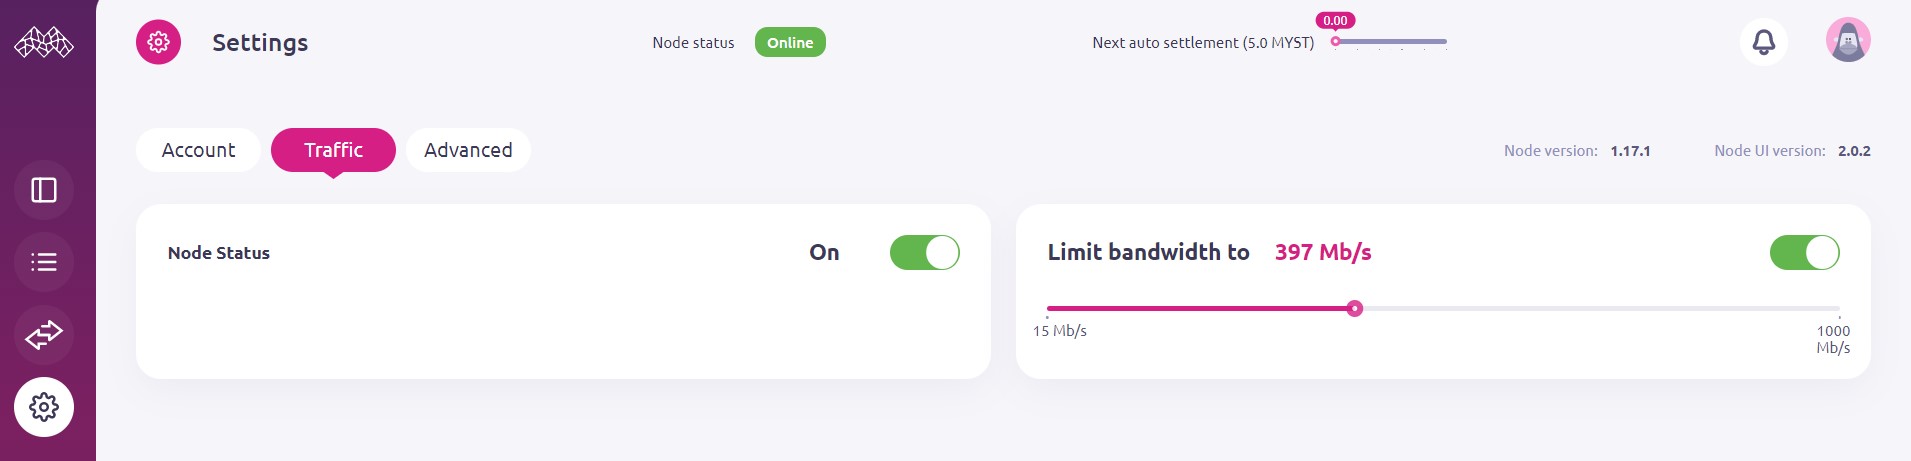 Settings
Node status Online
Next auto settlement (5.0 MYST) 0.00
Account Traffic Advanced
Node version: 1.17.1 Node UI version: 2.0.2
Node Status On
Limit bandwidth to 397 Mb/s
15 Mb/s
1000
Mb/s